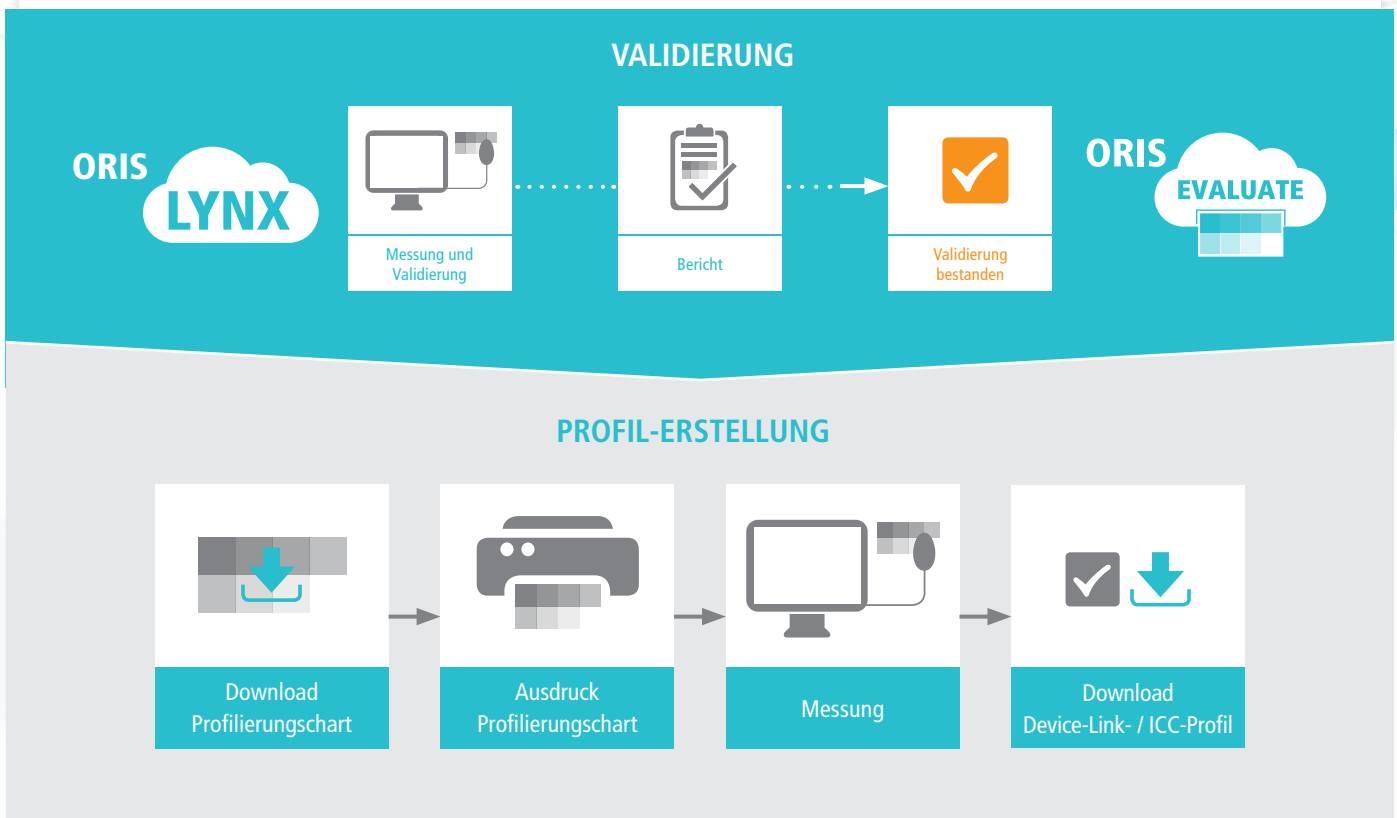 VALIDIERUNG
ORIS
LYNX
Messung und
Validierung
Bericht
Validierung
bestanden
ORIS
EVALUATE
PROFIL-ERSTELLUNG
Download
Profilierungschart
Ausdruck
Profilierungschart
Messung
Download
Device-Link- / ICC-Profil